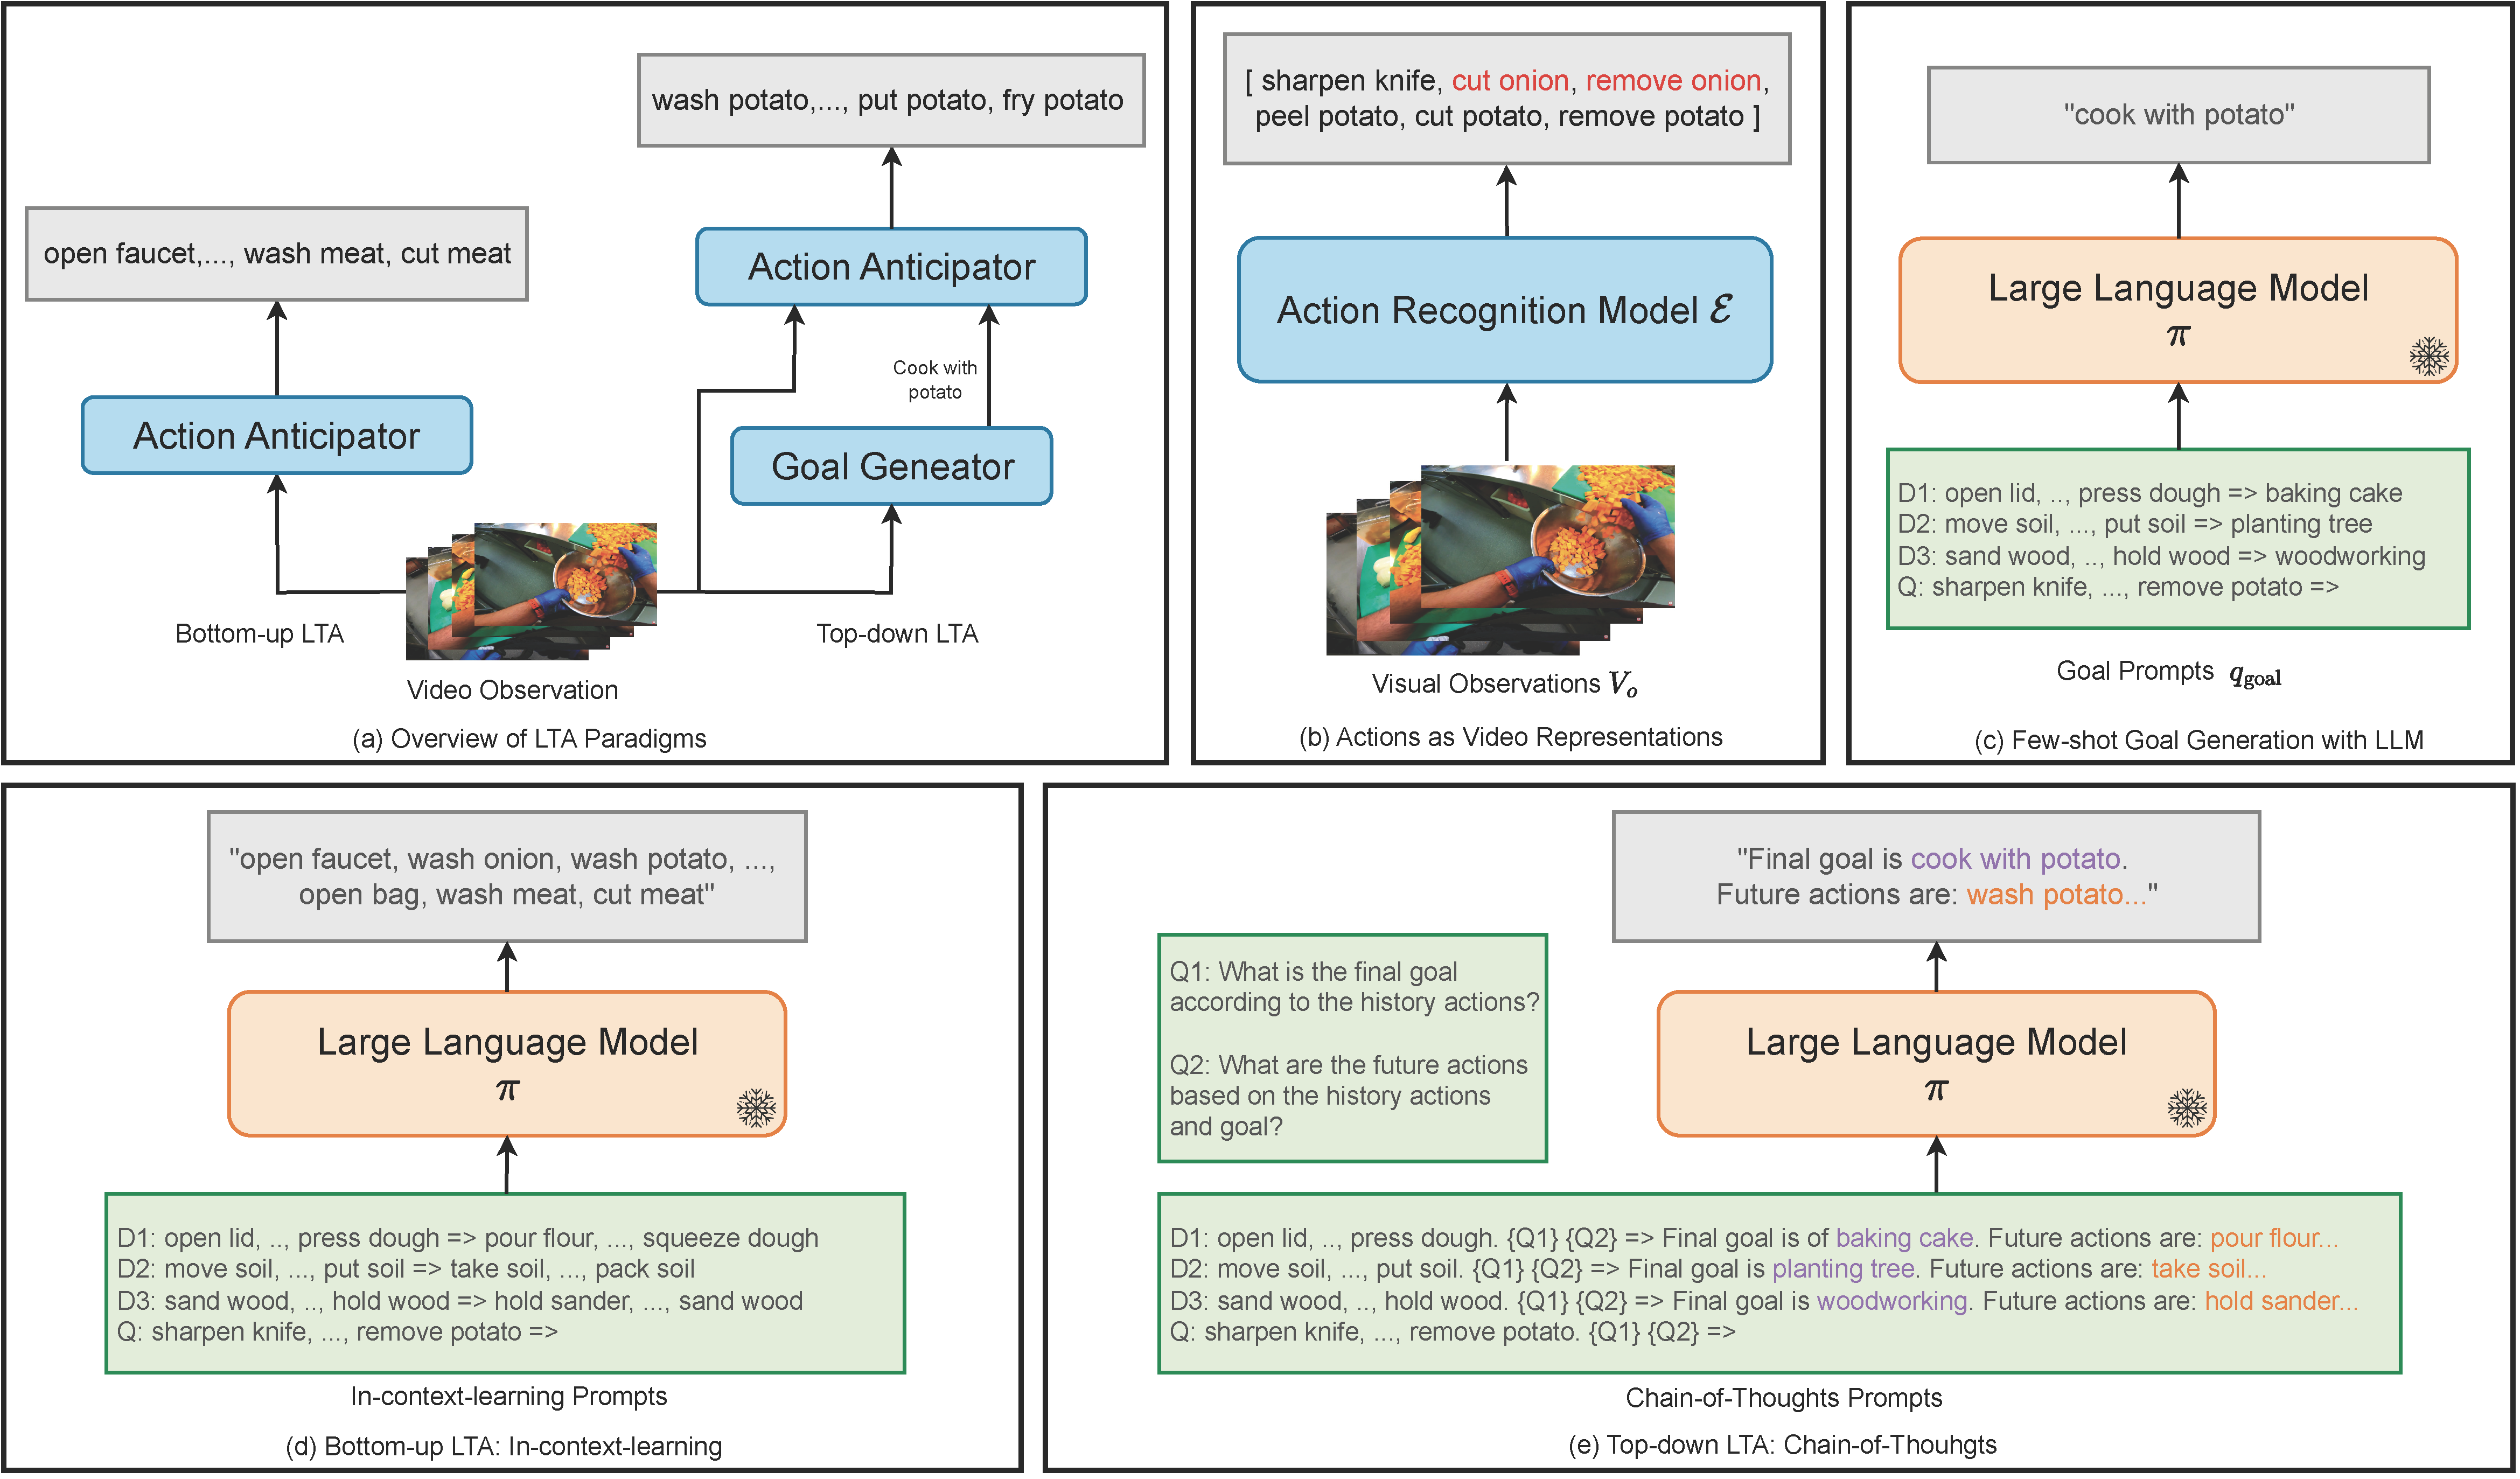 wash potato,..., put potato, fry potato
open faucet,..., wash meat, cut meat
Action Anticipator
Cook with
potato
Action Anticipator
Goal Geneator
Bottom-up LTA
Top-down LTA
Video Observation
(a) Overview of LTA Paradigms
[ sharpen knife, cut onion, remove onion,
peel potato, cut potato, remove potato ]
Action Recognition Model ℰ
Visual Observations Vₒ
(b) Actions as Video Representations
"cook with potato"
Large Language Model
π
D1: open lid, .., press dough => baking cake
D2: move soil, ..., put soil => planting tree
D3: sand wood, .., hold wood => woodworking
Q: sharpen knife, ..., remove potato =>
Goal Prompts q_goal
(c) Few-shot Goal Generation with LLM
"open faucet, wash onion, wash potato, ...,
open bag, wash meat, cut meat"
Large Language Model
π
D1: open lid, .., press dough => pour flour, ..., squeeze dough
D2: move soil, ..., put soil => take soil, ..., pack soil
D3: sand wood, .., hold wood => hold sander, ..., sand wood
Q: sharpen knife, ..., remove potato =>
In-context-learning Prompts
(d) Bottom-up LTA: In-context-learning
"Final goal is cook with potato.
Future actions are: wash potato..."
Q1: What is the final goal
according to the history actions?
Q2: What are the future actions
based on the history actions
and goal?
Large Language Model
π
D1: open lid, .., press dough. {Q1} {Q2} => Final goal is of baking cake. Future actions are: pour flour...
D2: move soil, ..., put soil. {Q1} {Q2} => Final goal is planting tree. Future actions are: take soil...
D3: sand wood, .., hold wood. {Q1} {Q2} => Final goal is woodworking. Future actions are: hold sander...
Q: sharpen knife, ..., remove potato. {Q1} {Q2} =>
Chain-of-Thoughts Prompts
(e) Top-down LTA: Chain-of-Thouhgts